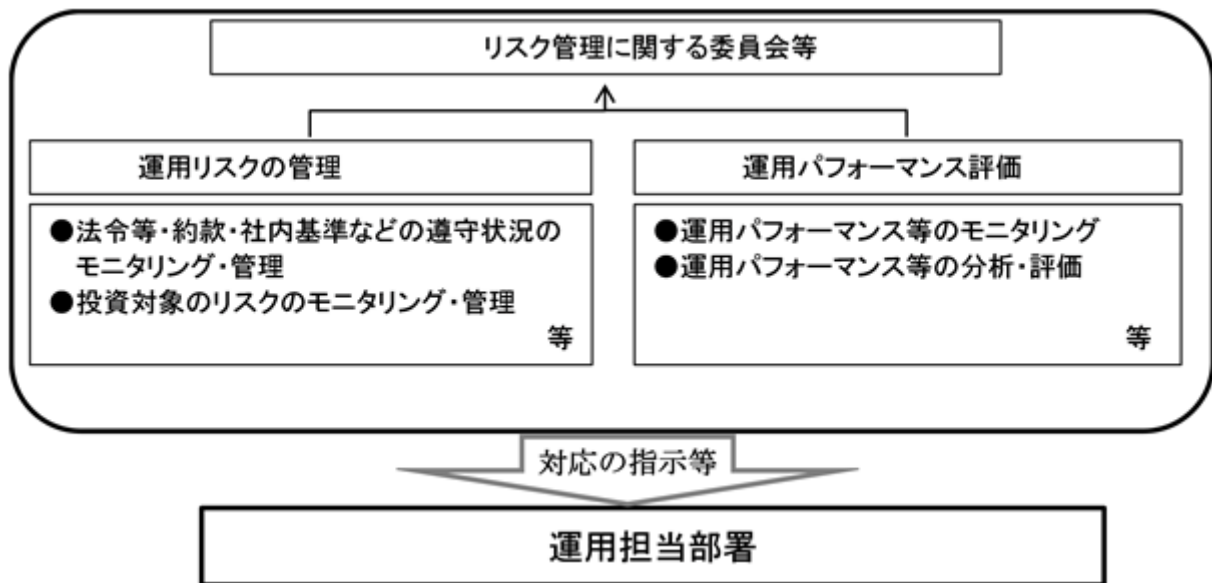 リスク管理に関する委員会等
運用リスクの管理
●法令等・約款・社内基準などの遵守状況の
モニタリング・管理
●投資対象のリスクのモニタリング・管理
等
運用パフォーマンス評価
●運用パフォーマンス等のモニタリング
●運用パフォーマンス等の分析・評価
等
対応の指示等
運用担当部署